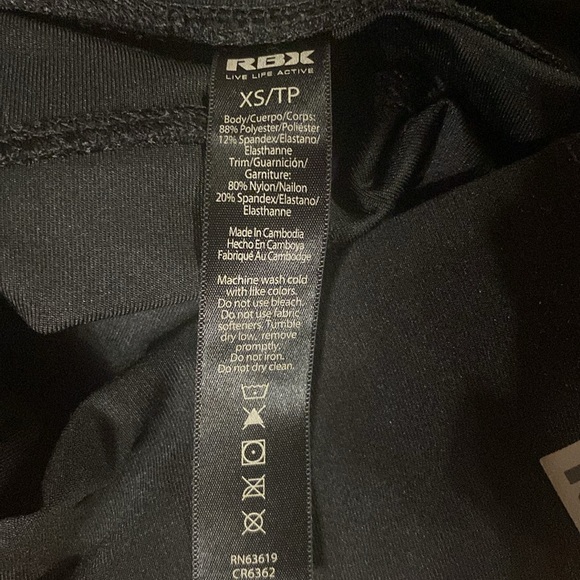 RBX
LIVE LIFE ACTIVE
XS/TP
Body/Cuerpo/Corps:
88% Polyester/Poliéster
12% Spandex/Elastano/
Elasthanne
Trim/Guarnición/
Garniture:
80% Nylon/Nailon
20% Spandex/Elastano/
Elasthanne
Made In Cambodia
Hecho En Camboya
Fabriqué Au Cambodge
Machine wash cold
with like colors.
Do not use bleach.
Do not use fabric
softeners. Tumble
dry low, remove
promptly.
Do not iron.
Do not dry clean.
RN63619
CR6362